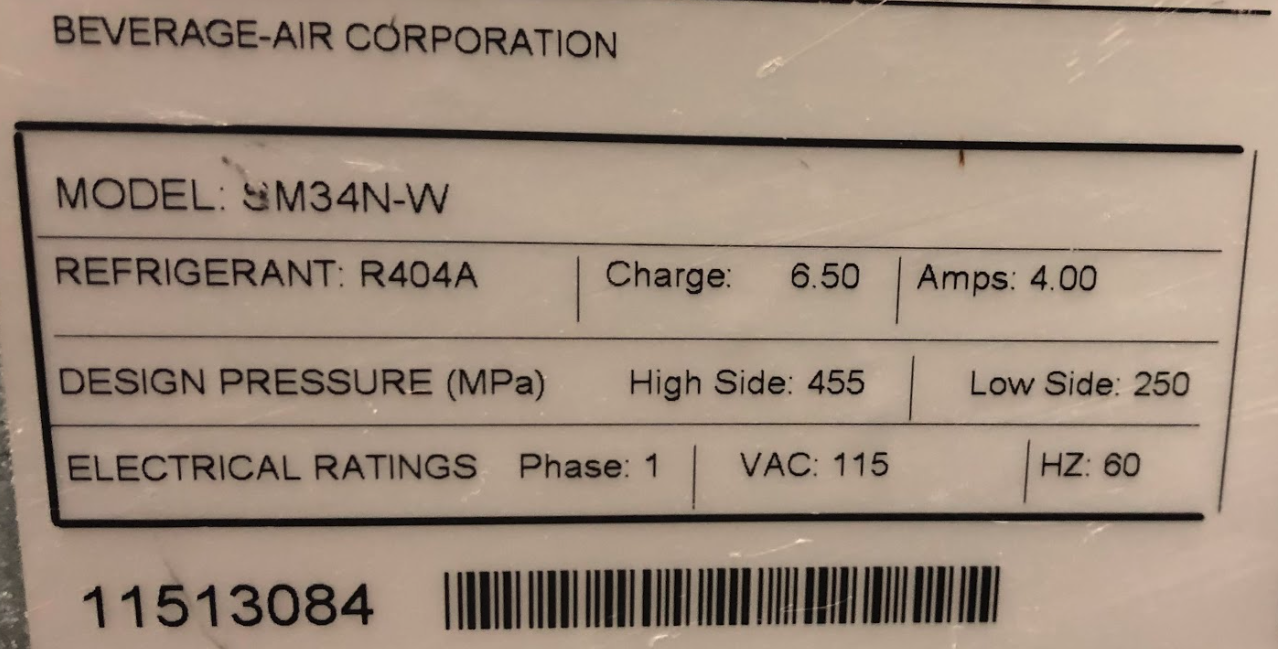 BEVERAGE-AIR CORPORATION
MODEL: SM34N-W
REFRIGERANT: R404A Charge: 6.50 Amps: 4.00
DESIGN PRESSURE (MPa) High Side: 455 Low Side: 250
ELECTRICAL RATINGS Phase: 1 VAC: 115 HZ: 60
11513084